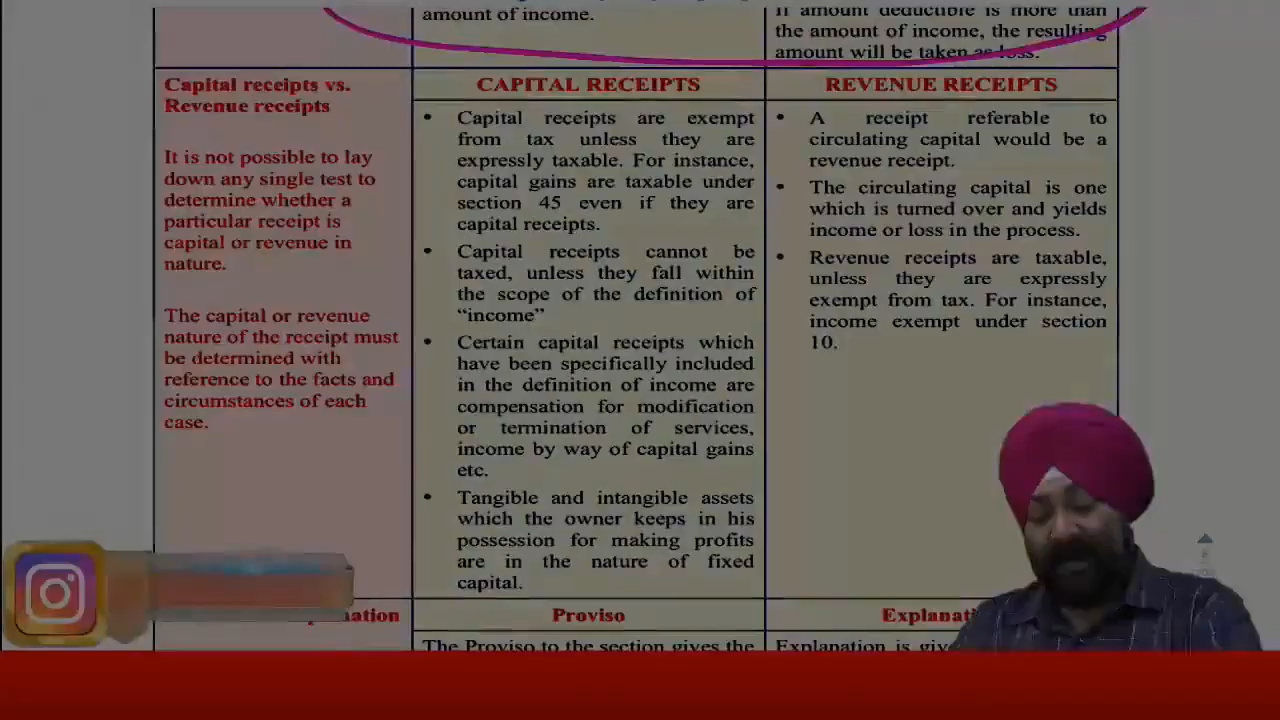 amount of income.
If amount deductible is more than
the amount of income, the resulting
amount will be taken as loss.
Capital receipts vs.
Revenue receipts
It is not possible to lay
down any single test to
determine whether a
particular receipt is
capital or revenue in
nature.
The capital or revenue
nature of the receipt must
be determined with
reference to the facts and
circumstances of each
case.
CAPITAL RECEIPTS
• Capital receipts are exempt
from tax unless they are
expressly taxable. For instance,
capital gains are taxable under
section 45 even if they are
capital receipts.
• Capital receipts cannot be
taxed, unless they fall within
the scope of the definition of
“income”
• Certain capital receipts which
have been specifically included
in the definition of income are
compensation for modification
or termination of services,
income by way of capital gains
etc.
• Tangible and intangible assets
which the owner keeps in his
possession for making profits
are in the nature of fixed
capital.
REVENUE RECEIPTS
• A receipt referable to
circulating capital would be a
revenue receipt.
• The circulating capital is one
which is turned over and yields
income or loss in the process.
• Revenue receipts are taxable,
unless they are expressly
exempt from tax. For instance,
income exempt under section
10.
Proviso
The Proviso to the section gives the
Explanation is